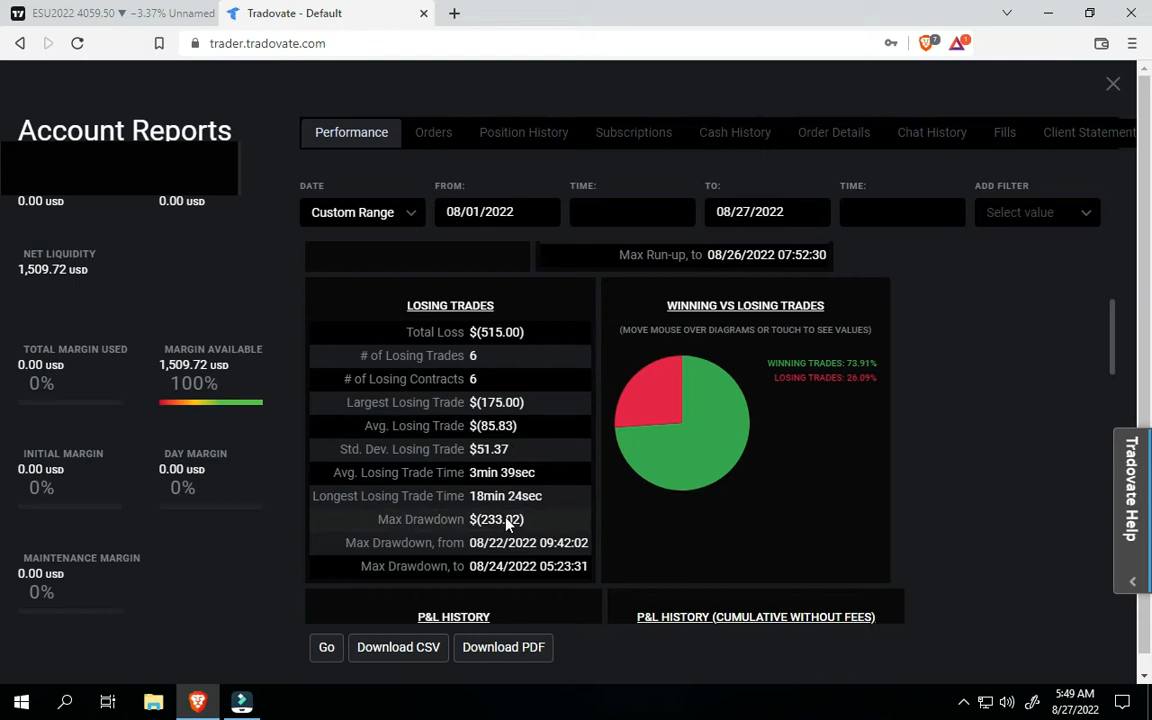 ESU2022 4059.50 ▼ −3.37% Unnamed
Tradovate - Default
trader.tradovate.com
7
1
Account Reports
Performance
Orders
Position History
Subscriptions
Cash History
Order Details
Chat History
Fills
Client Statement
DATE
FROM:
TIME:
TO:
TIME:
ADD FILTER
Custom Range
08/01/2022
08/27/2022
Select value
0.00 USD
0.00 USD
NET LIQUIDITY
1,509.72 USD
TOTAL MARGIN USED
0.00 USD
0%
MARGIN AVAILABLE
1,509.72 USD
100%
INITIAL MARGIN
0.00 USD
0%
DAY MARGIN
0.00 USD
0%
MAINTENANCE MARGIN
0.00 USD
0%
Max Run-up, to 08/26/2022 07:52:30
LOSING TRADES
Total Loss $(515.00)
# of Losing Trades 6
# of Losing Contracts 6
Largest Losing Trade $(175.00)
Avg. Losing Trade $(85.83)
Std. Dev. Losing Trade $51.37
Avg. Losing Trade Time 3min 39sec
Longest Losing Trade Time 18min 24sec
Max Drawdown $(233.02)
Max Drawdown, from 08/22/2022 09:42:02
Max Drawdown, to 08/24/2022 05:23:31
WINNING VS LOSING TRADES
(MOVE MOUSE OVER DIAGRAMS OR TOUCH TO SEE VALUES)
WINNING TRADES: 73.91%
LOSING TRADES: 26.09%
P&L HISTORY
P&L HISTORY (CUMULATIVE WITHOUT FEES)
Go
Download CSV
Download PDF
Tradovate Help
5:49 AM
8/27/2022